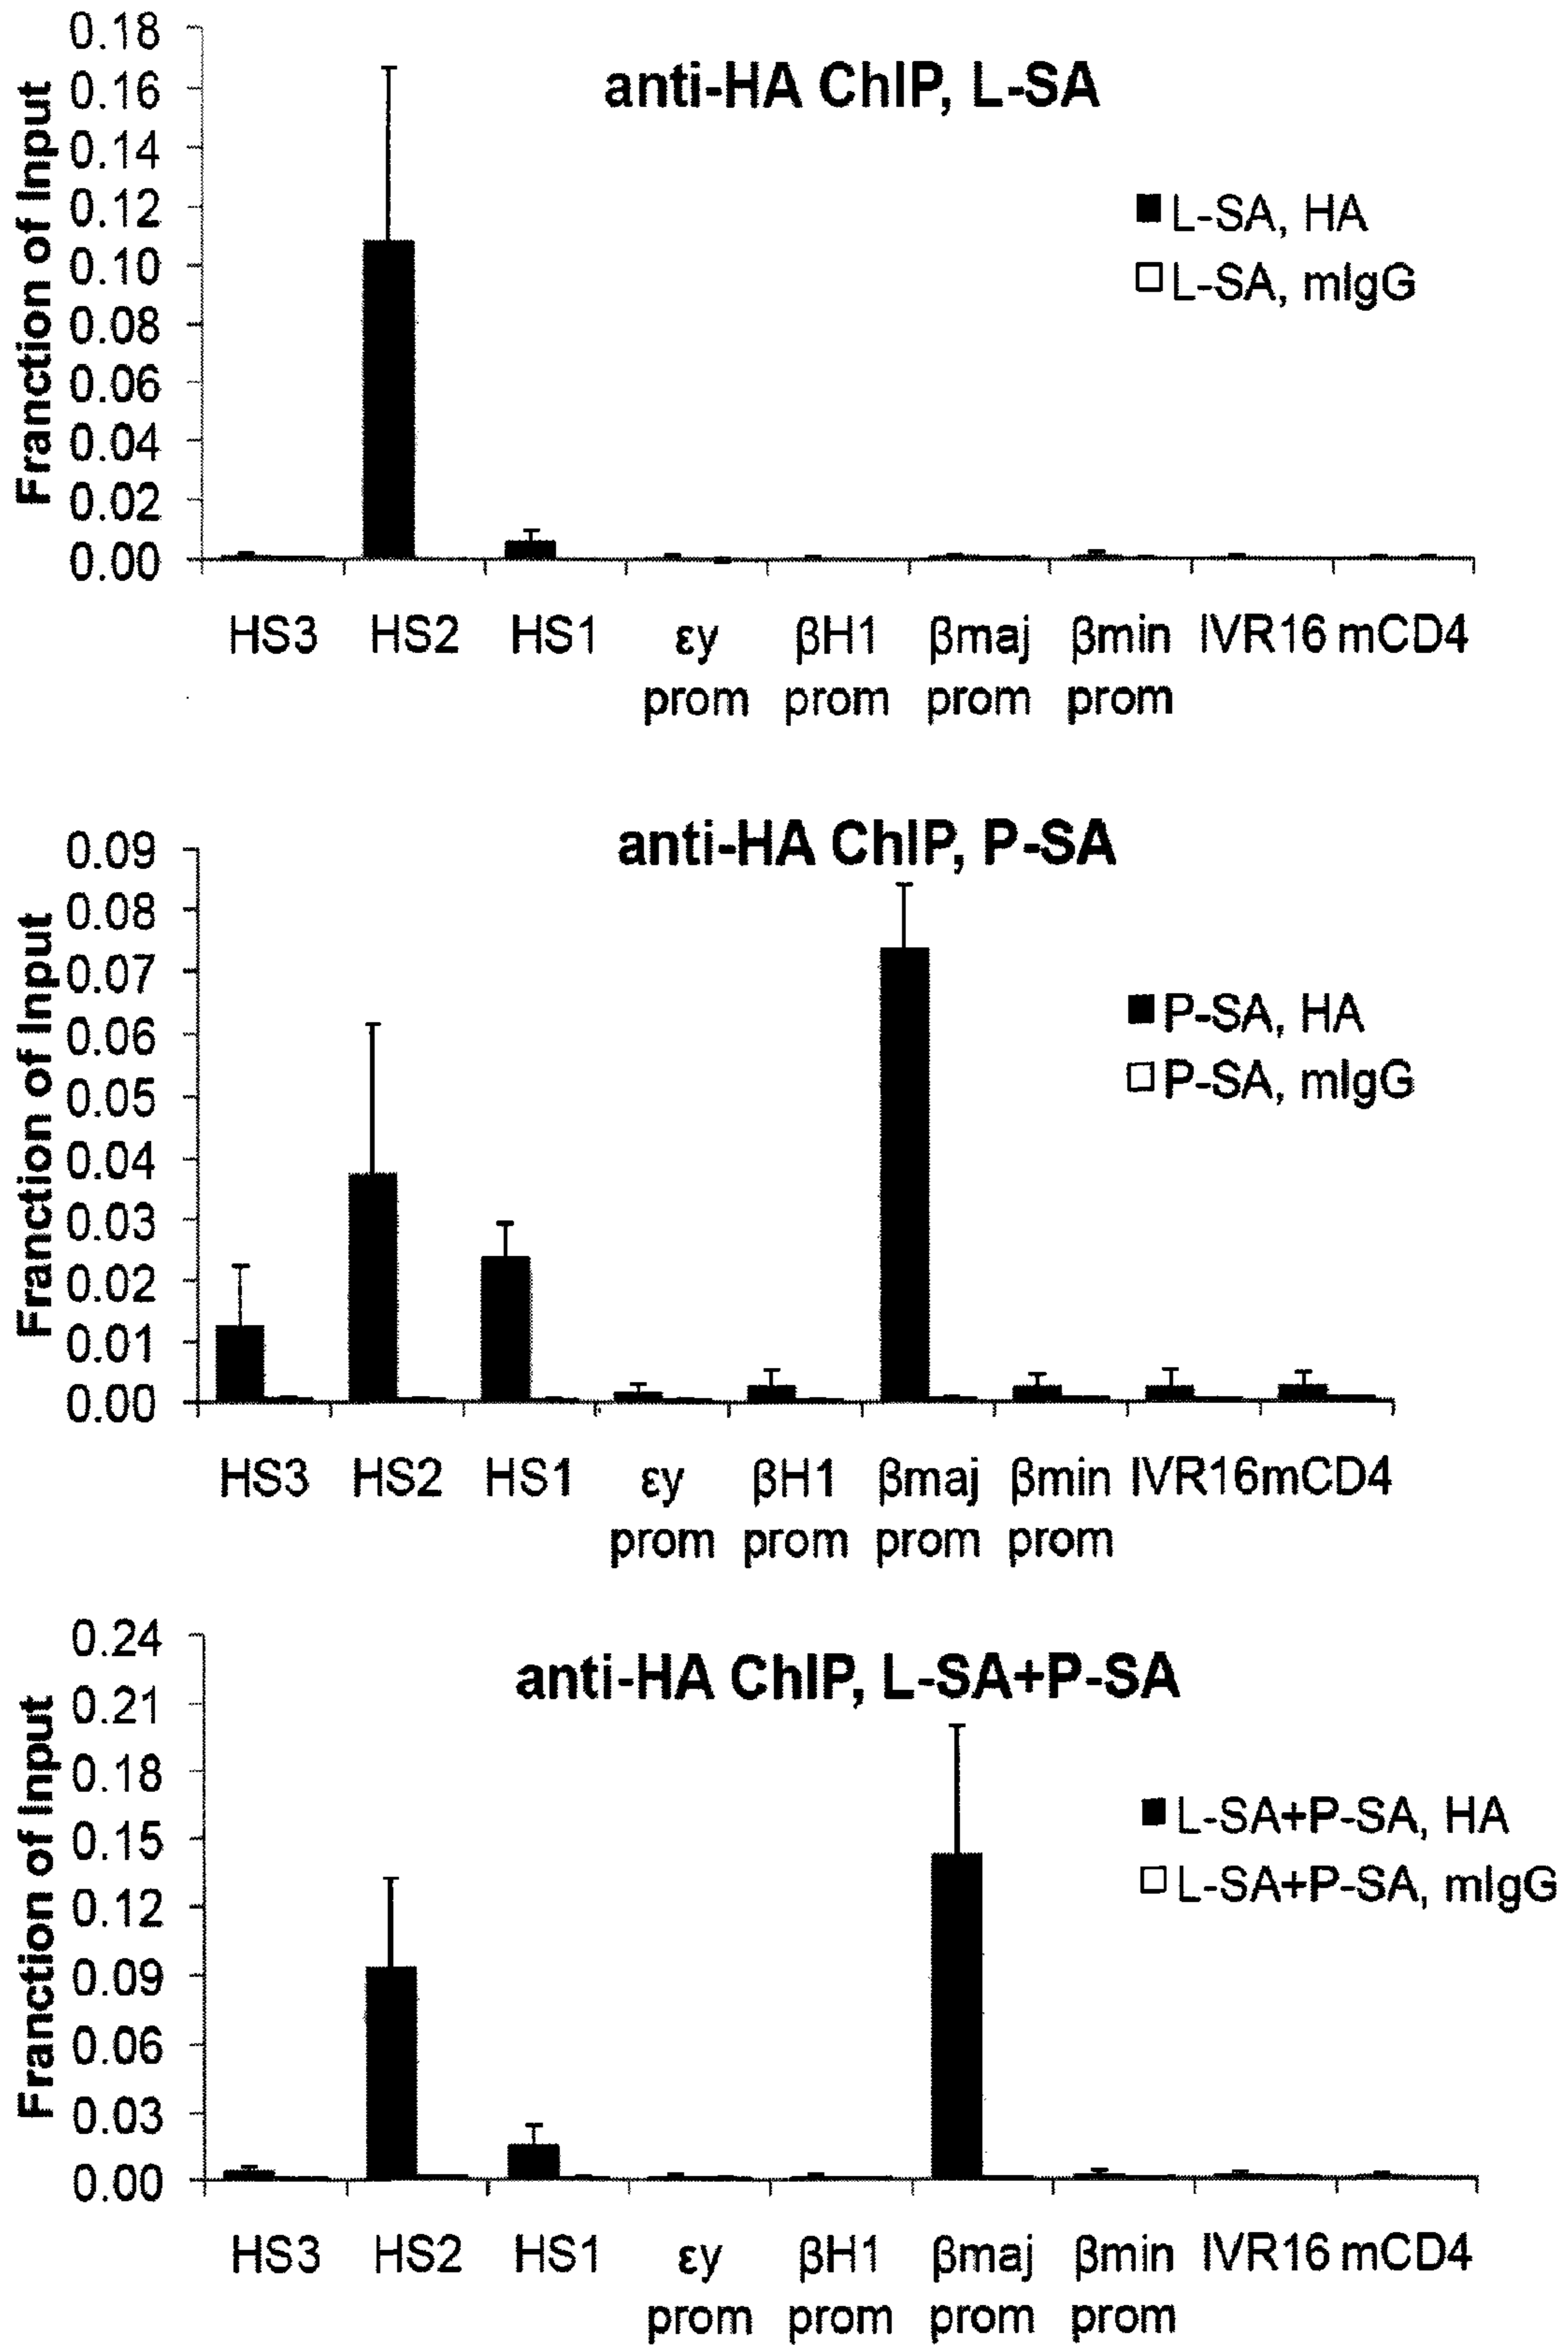 anti-HA ChIP, L-SA
Franction of Input
0.18
0.16
0.14
0.12
0.10
0.08
0.06
0.04
0.02
0.00
L-SA, HA
L-SA, mIgG
HS3 HS2 HS1 εy βH1 βmaj βmin IVR16 mCD4
prom prom prom prom
anti-HA ChIP, P-SA
Franction of Input
0.09
0.08
0.07
0.06
0.05
0.04
0.03
0.02
0.01
0.00
P-SA, HA
P-SA, mIgG
HS3 HS2 HS1 εy βH1 βmaj βmin IVR16 mCD4
prom prom prom prom
anti-HA ChIP, L-SA+P-SA
Franction of Input
0.24
0.21
0.18
0.15
0.12
0.09
0.06
0.03
0.00
L-SA+P-SA, HA
L-SA+P-SA, mIgG
HS3 HS2 HS1 εy βH1 βmaj βmin IVR16 mCD4
prom prom prom prom